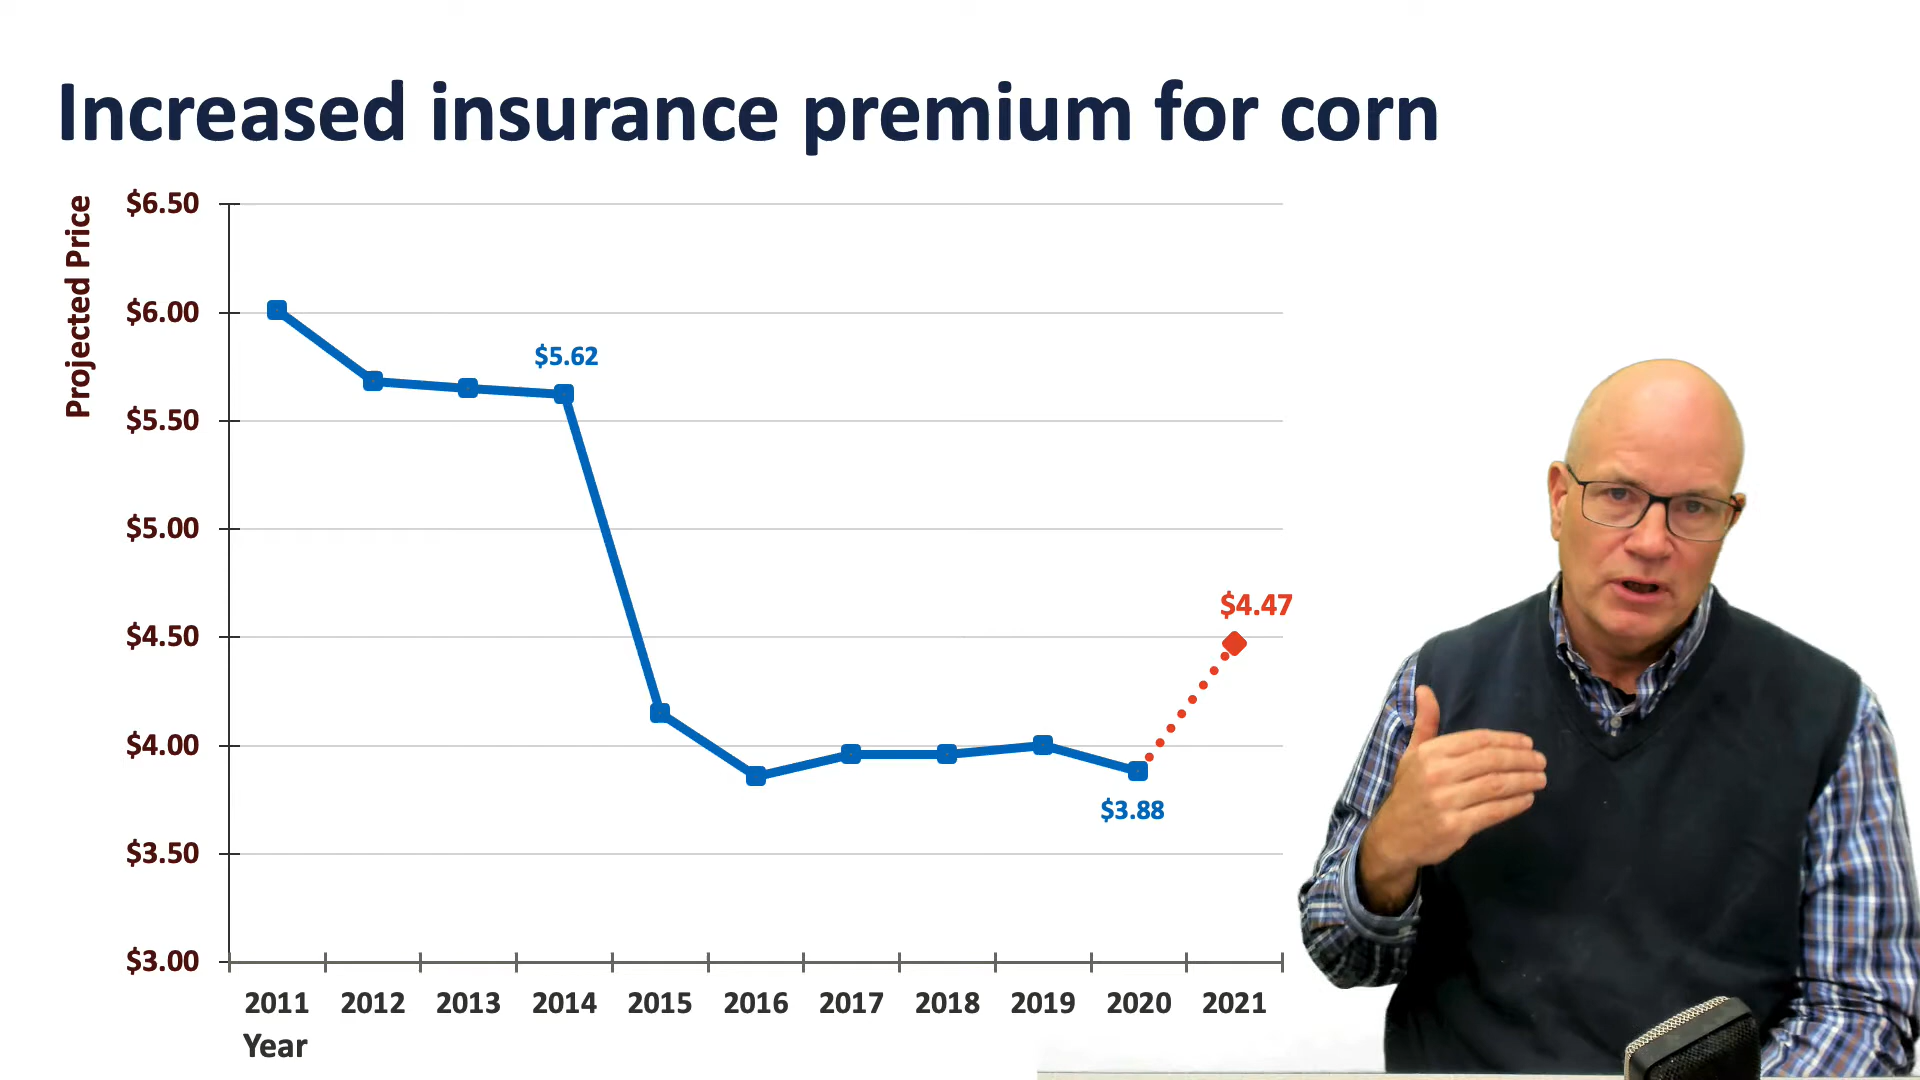 Increased insurance premium for corn
Projected Price
$6.50
$6.00
$5.50
$5.00
$4.50
$4.00
$3.50
$3.00
$5.62
$4.47
$3.88
2011 2012 2013 2014 2015 2016 2017 2018 2019 2020 2021
Year